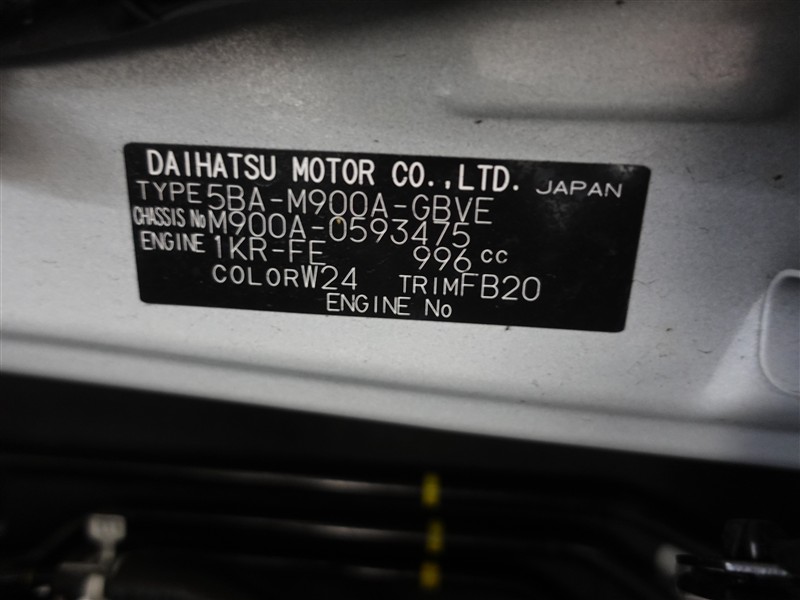 DAIHATSU MOTOR CO.,LTD. JAPAN
TYPE 5BA-M900A-GBVE
CHASSIS No M900A-0593475
ENGINE 1KR-FE 996 cc
COLOR W24 TRIM FB20
ENGINE No